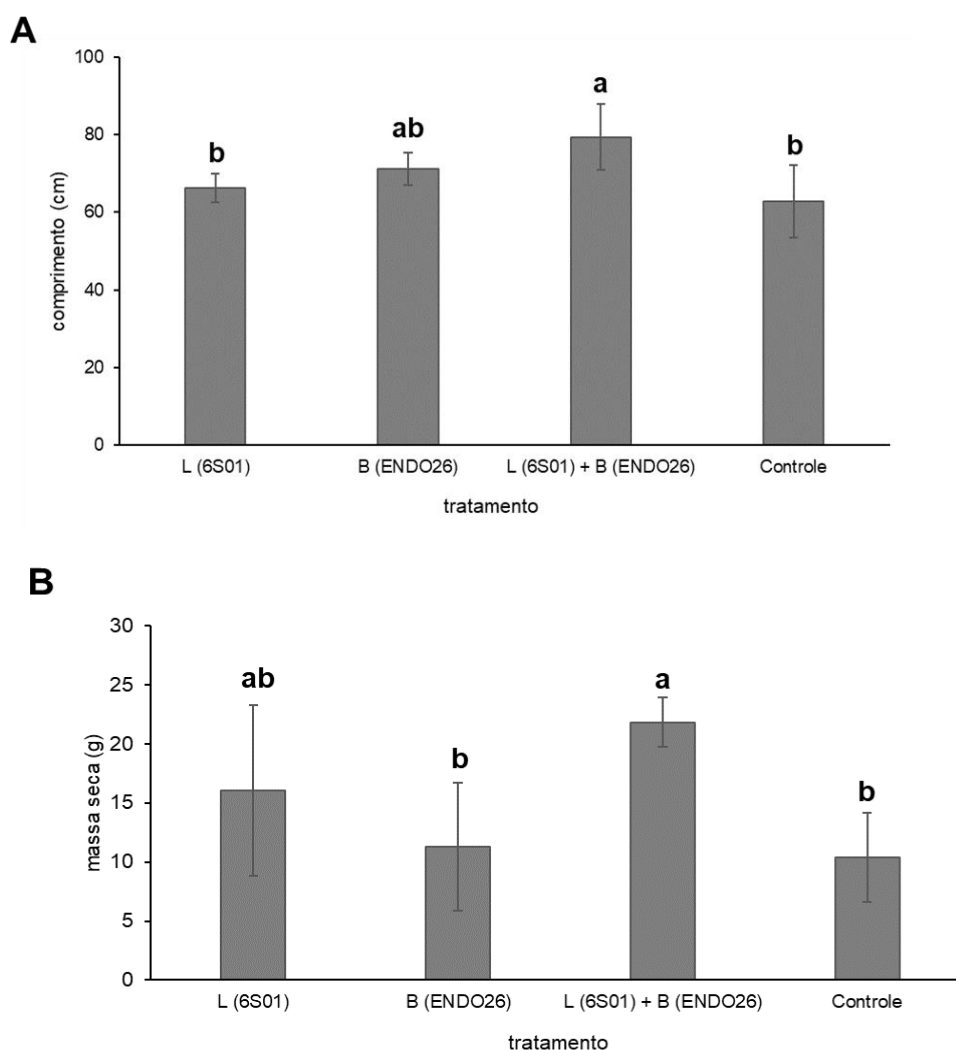 A
100
80
60
40
20
0
comprimento (cm)
b
ab
a
b
L (6S01)
B (ENDO26)
L (6S01) + B (ENDO26)
Controle
tratamento
B
30
25
20
15
10
5
0
massa seca (g)
ab
b
a
b
L (6S01)
B (ENDO26)
L (6S01) + B (ENDO26)
Controle
tratamento